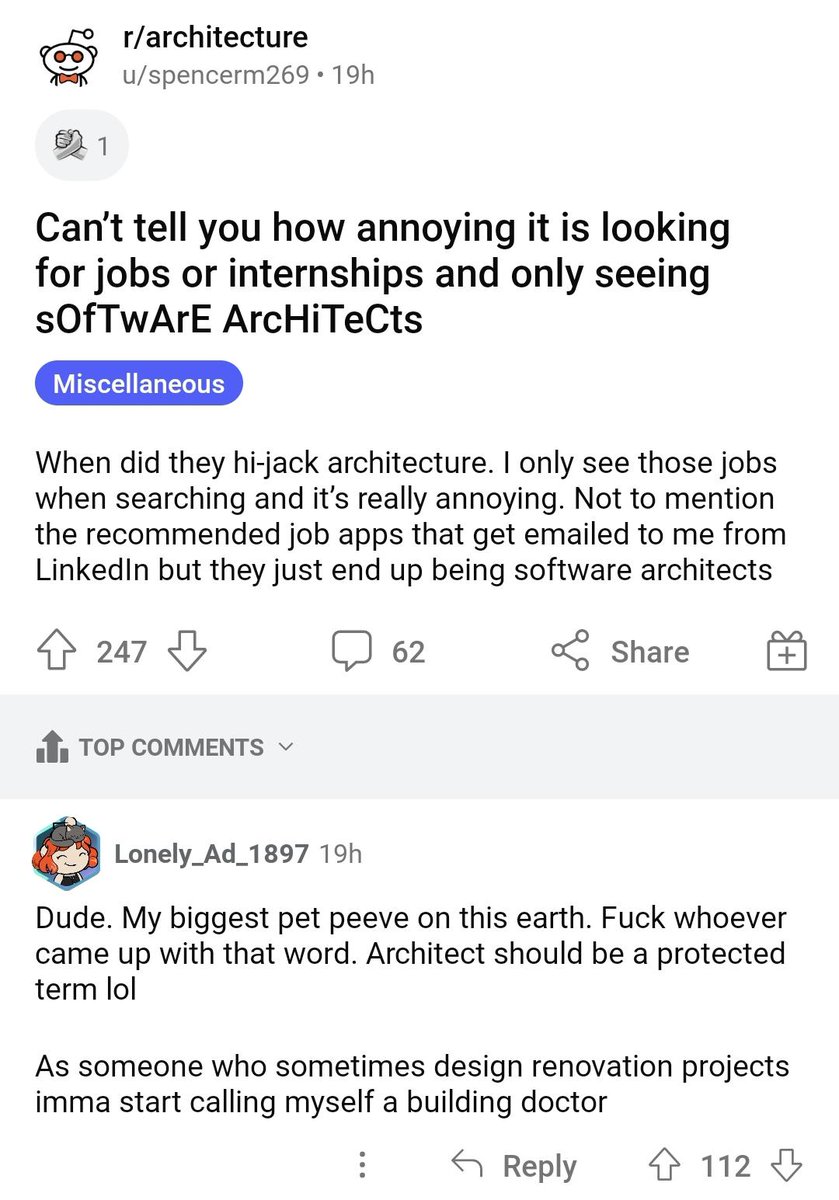 r/architecture
u/spencerm269 • 19h
1
Can't tell you how annoying it is looking
for jobs or internships and only seeing
sOfTwArE ArcHiTeCts
Miscellaneous
When did they hi-jack architecture. I only see those jobs
when searching and it's really annoying. Not to mention
the recommended job apps that get emailed to me from
LinkedIn but they just end up being software architects
247 62 Share
TOP COMMENTS
Lonely_Ad_1897 19h
Dude. My biggest pet peeve on this earth. Fuck whoever
came up with that word. Architect should be a protected
term lol
As someone who sometimes design renovation projects
imma start calling myself a building doctor
Reply 112